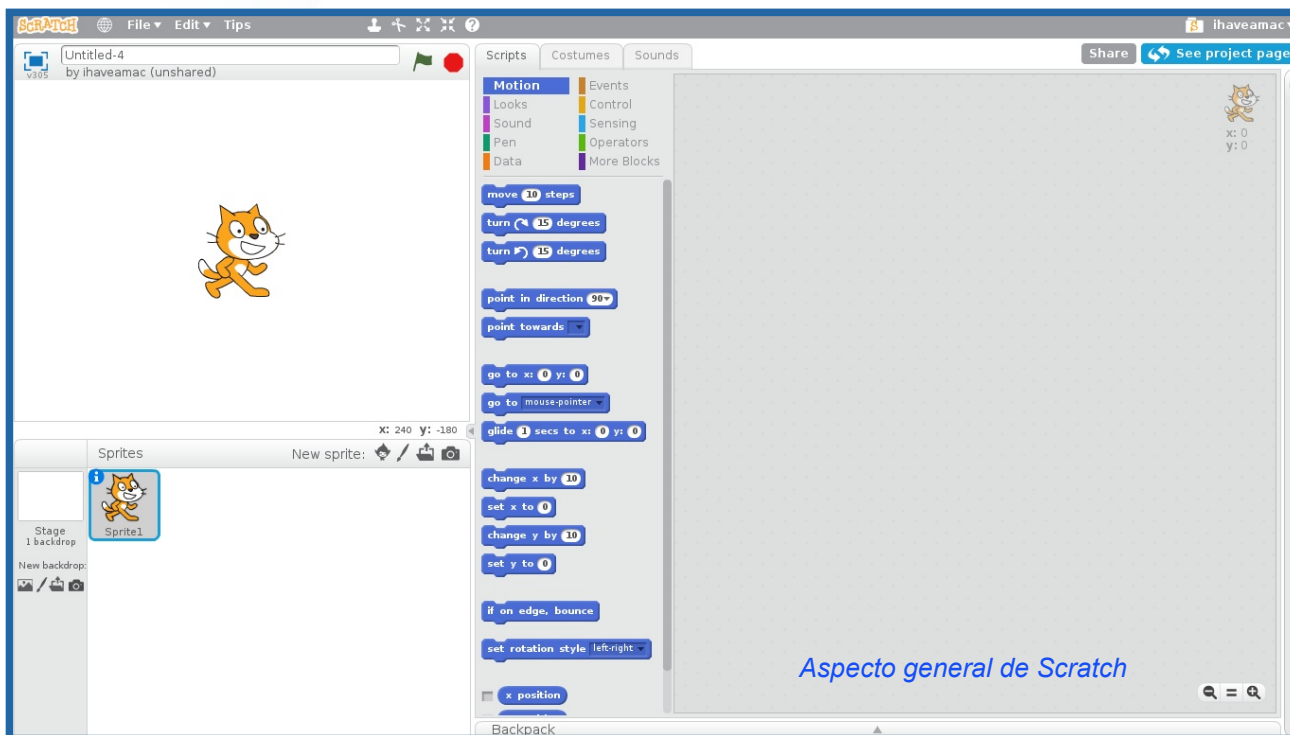 SCRATCH File Edit Tips ihaveamac
v305 Untitled-4
by ihaveamac (unshared)
Scripts Costumes Sounds
Share See project page
Motion Events
Looks Control
Sound Sensing
Pen Operators
Data More Blocks
x: 0
y: 0
move 10 steps
turn 15 degrees
turn 15 degrees
point in direction 90
point towards
go to x: 0 y: 0
go to mouse-pointer
glide 1 secs to x: 0 y: 0
change x by 10
set x to 0
change y by 10
set y to 0
if on edge, bounce
set rotation style left-right
x position
X: 240 Y: -180
Sprites New sprite:
Stage
1 backdrop
New backdrop:
Sprite1
Aspecto general de Scratch
Backpack